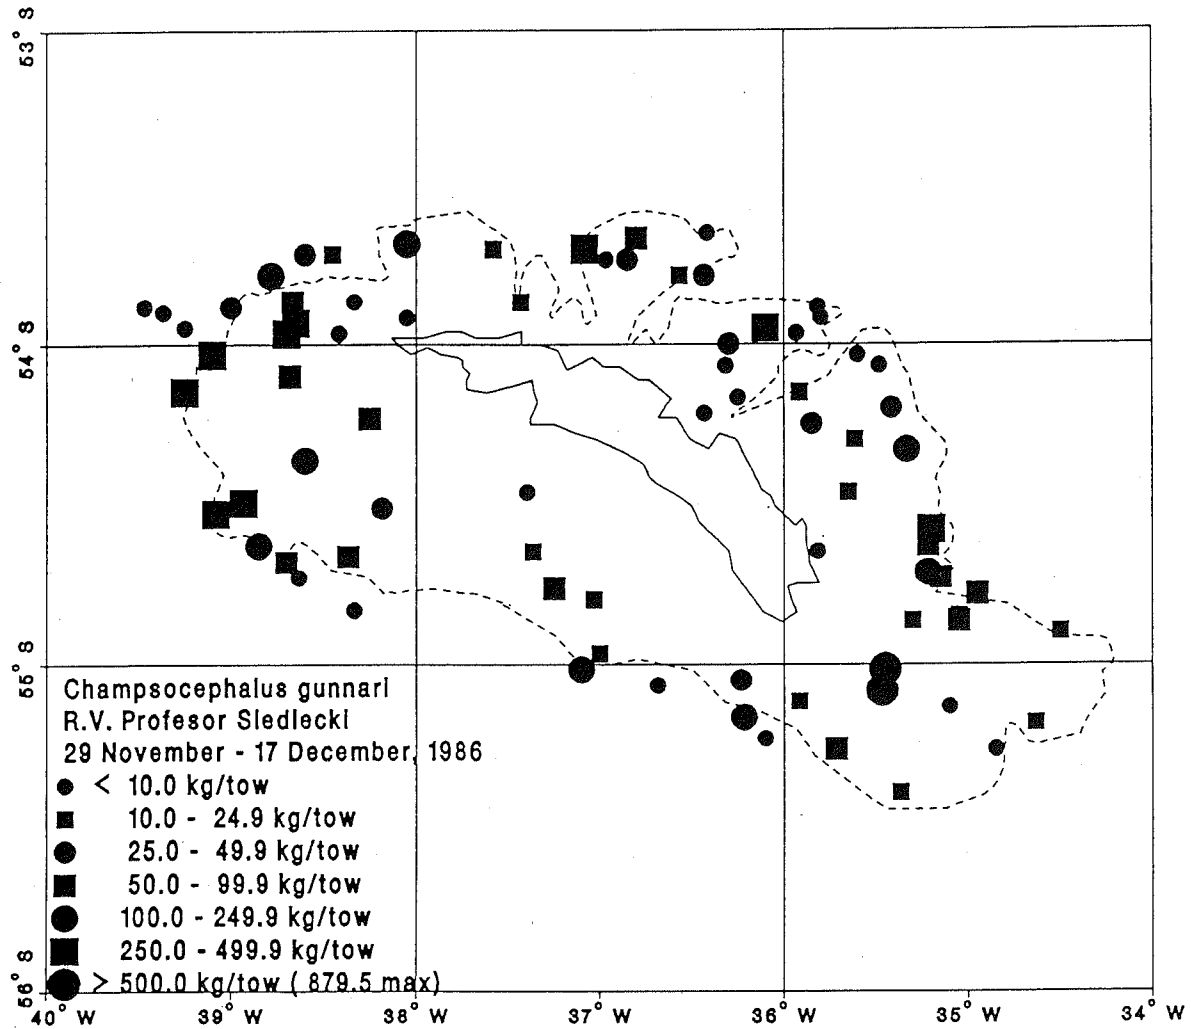 53° S
54° S
55° S
Champsocephalus gunnari
R.V. Profesor Siedlecki
29 November - 17 December, 1986
< 10.0 kg/tow
10.0 - 24.9 kg/tow
25.0 - 49.9 kg/tow
50.0 - 99.9 kg/tow
100.0 - 249.9 kg/tow
250.0 - 499.9 kg/tow
> 500.0 kg/tow ( 879.5 max)
56° S
40° W 39° W 38° W 37° W 36° W 35° W 34° W